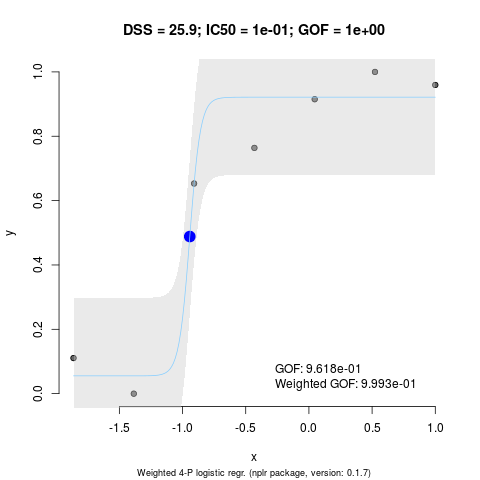 DSS = 25.9; IC50 = 1e-01; GOF = 1e+00
1.0
0.8
0.6
0.4
0.2
0.0
y
GOF: 9.618e-01
Weighted GOF: 9.993e-01
-1.5 -1.0 -0.5 0.0 0.5 1.0
x
Weighted 4-P logistic regr. (nplr package, version: 0.1.7)